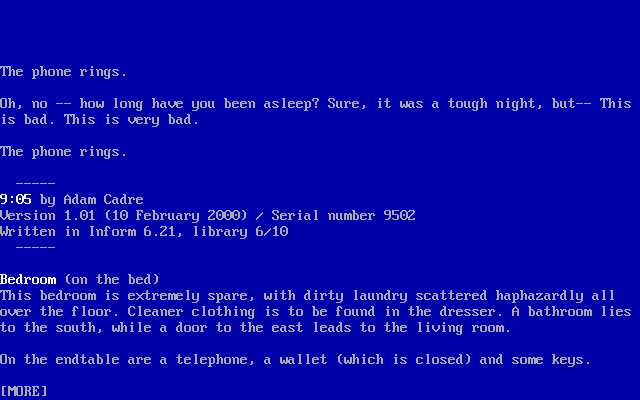 The phone rings.
Oh, no -- how long have you been asleep? Sure, it was a tough night, but-- This
is bad. This is very bad.
The phone rings.
-----
9:05 by Adam Cadre
Version 1.01 (10 February 2000) / Serial number 9502
Written in Inform 6.21, library 6/10
-----
Bedroom (on the bed)
This bedroom is extremely spare, with dirty laundry scattered haphazardly all
over the floor. Cleaner clothing is to be found in the dresser. A bathroom lies
to the south, while a door to the east leads to the living room.
On the endtable are a telephone, a wallet (which is closed) and some keys.
[MORE]